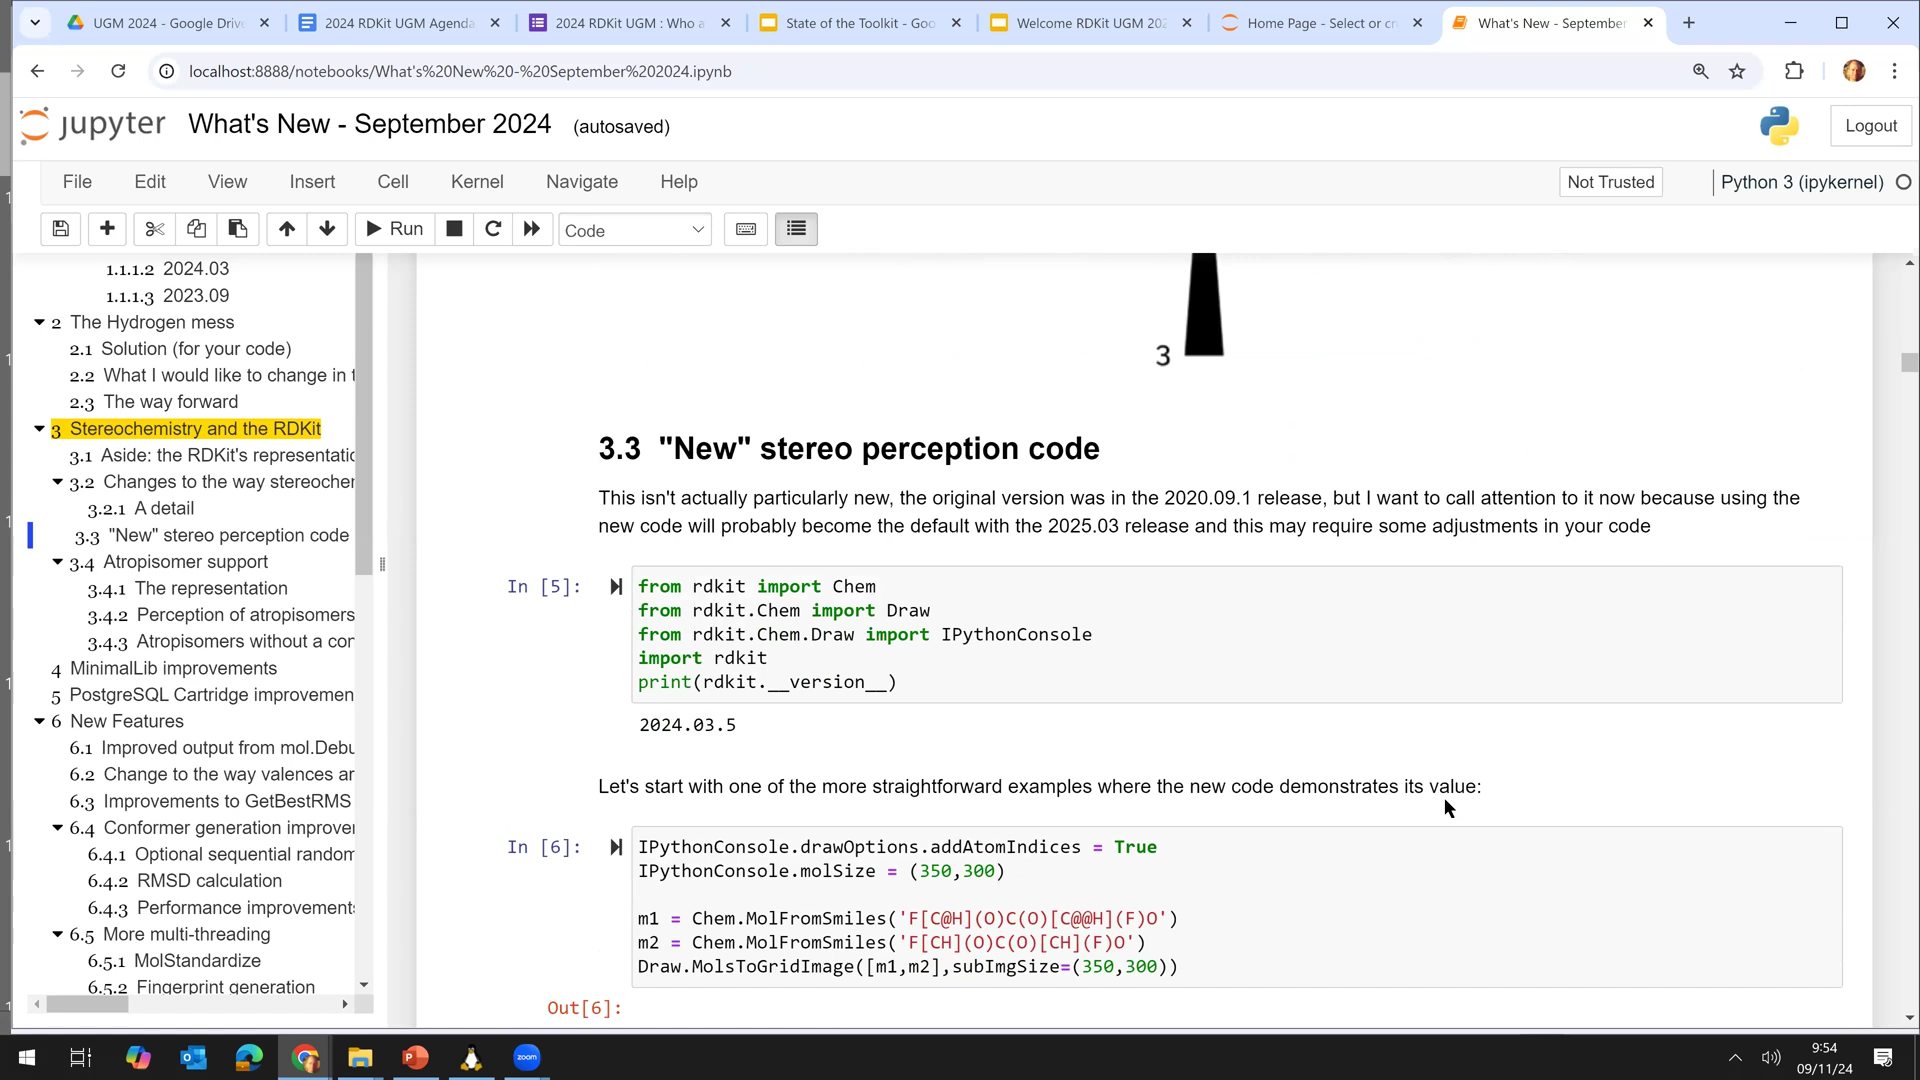 UGM 2024 - Google Drive
2024 RDKit UGM Agenda
2024 RDKit UGM : Who a
State of the Toolkit - Goo
Welcome RDKit UGM 202
Home Page - Select or cr
What's New - September
localhost:8888/notebooks/What's%20New%20-%20September%202024.ipynb
jupyter
What's New - September 2024 (autosaved)
Logout
File Edit View Insert Cell Kernel Navigate Help
Not Trusted
Python 3 (ipykernel)
Run
Code
1.1.1.2 2024.03
1.1.1.3 2023.09
2 The Hydrogen mess
2.1 Solution (for your code)
2.2 What I would like to change in t
2.3 The way forward
3 Stereochemistry and the RDKit
3.1 Aside: the RDKit's representatio
3.2 Changes to the way stereocher
3.2.1 A detail
3.3 "New" stereo perception code
3.4 Atropisomer support
3.4.1 The representation
3.4.2 Perception of atropisomers
3.4.3 Atropisomers without a con
4 MinimalLib improvements
5 PostgreSQL Cartridge improvemen
6 New Features
6.1 Improved output from mol.Debu
6.2 Change to the way valences ar
6.3 Improvements to GetBestRMS
6.4 Conformer generation improver
6.4.1 Optional sequential random
6.4.2 RMSD calculation
6.4.3 Performance improvements
6.5 More multi-threading
6.5.1 MolStandardize
6.5.2 Fingerprint generation
3
3.3 "New" stereo perception code
This isn't actually particularly new, the original version was in the 2020.09.1 release, but I want to call attention to it now because using the
new code will probably become the default with the 2025.03 release and this may require some adjustments in your code
In [5]:
from rdkit import Chem
from rdkit.Chem import Draw
from rdkit.Chem.Draw import IPythonConsole
import rdkit
print(rdkit.__version__)
2024.03.5
Let's start with one of the more straightforward examples where the new code demonstrates its value:
In [6]:
IPythonConsole.drawOptions.addAtomIndices = True
IPythonConsole.molSize = (350,300)
m1 = Chem.MolFromSmiles('F[C@H](O)C(O)[C@@H](F)O')
m2 = Chem.MolFromSmiles('F[CH](O)C(O)[CH](F)O')
Draw.MolsToGridImage([m1,m2],subImgSize=(350,300))
Out[6]:
zoom
9:54
09/11/24